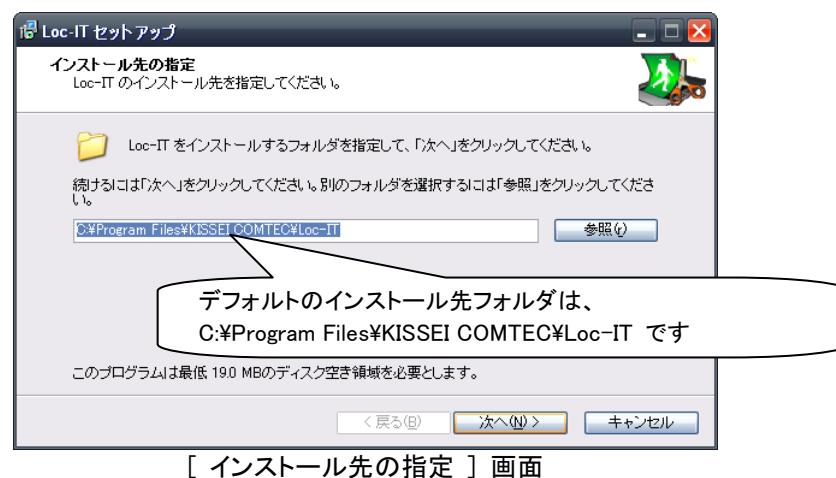 Loc-IT セットアップ
インストール先の指定
Loc-IT のインストール先を指定してください。
Loc-IT をインストールするフォルダを指定して、「次へ」をクリックしてください。
続けるには「次へ」をクリックしてください。別のフォルダを選択するには「参照」をクリックしてくださ
い。
C:¥Program Files¥KISSEI COMTEC¥Loc-IT
参照(r)
デフォルトのインストール先フォルダは、
C:¥Program Files¥KISSEI COMTEC¥Loc-IT です
このプログラムは最低 19.0 MBのディスク空き領域を必要とします。
< 戻る(B) 次へ(N) > キャンセル
[ インストール先の指定 ] 画面